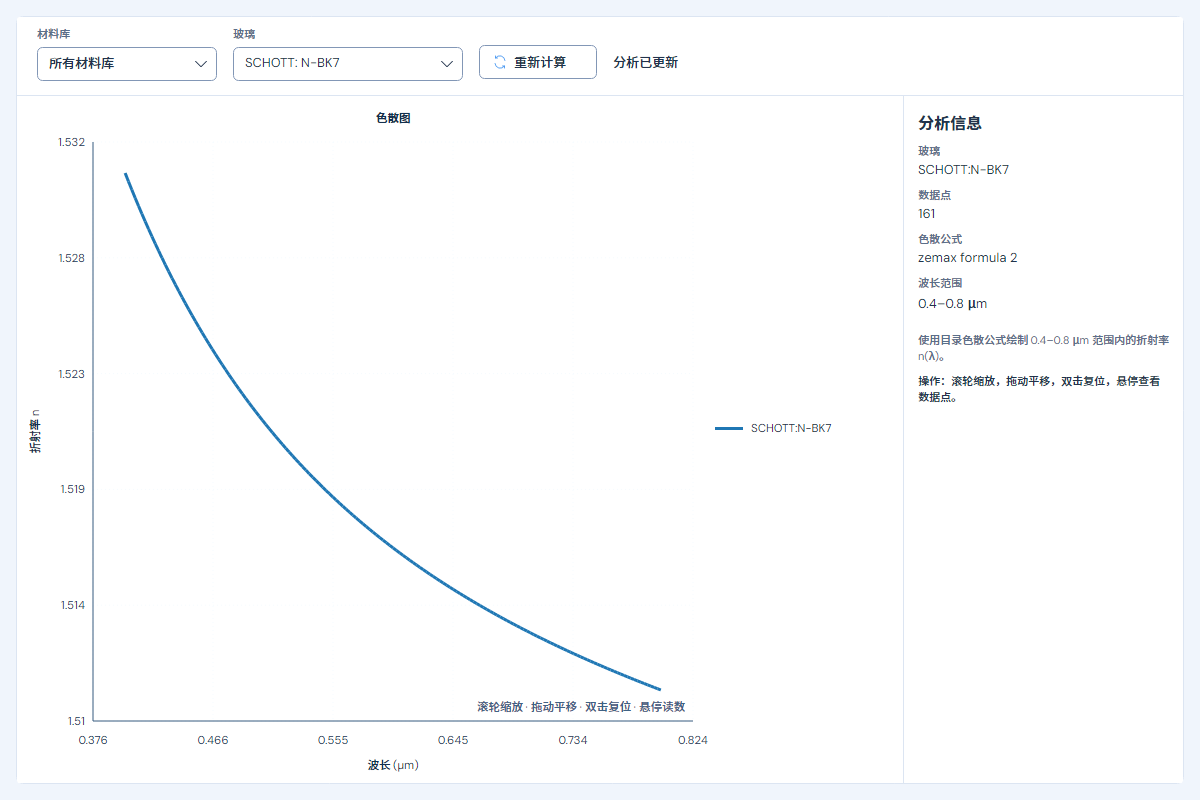 材料库
玻璃
所有材料库
SCHOTT: N-BK7
重新计算
分析已更新
色散图
1.532
1.528
1.523
1.519
1.514
1.51
折射率 n
0.376
0.466
0.555
0.645
0.734
0.824
波长 (μm)
滚轮缩放 · 拖动平移 · 双击复位 · 悬停读数
SCHOTT:N-BK7
分析信息
玻璃
SCHOTT:N-BK7
数据点
161
色散公式
zemax formula 2
波长范围
0.4–0.8 μm
使用目录色散公式绘制 0.4–0.8 μm 范围内的折射率
n(λ)。
操作：滚轮缩放，拖动平移，双击复位，悬停查看
数据点。